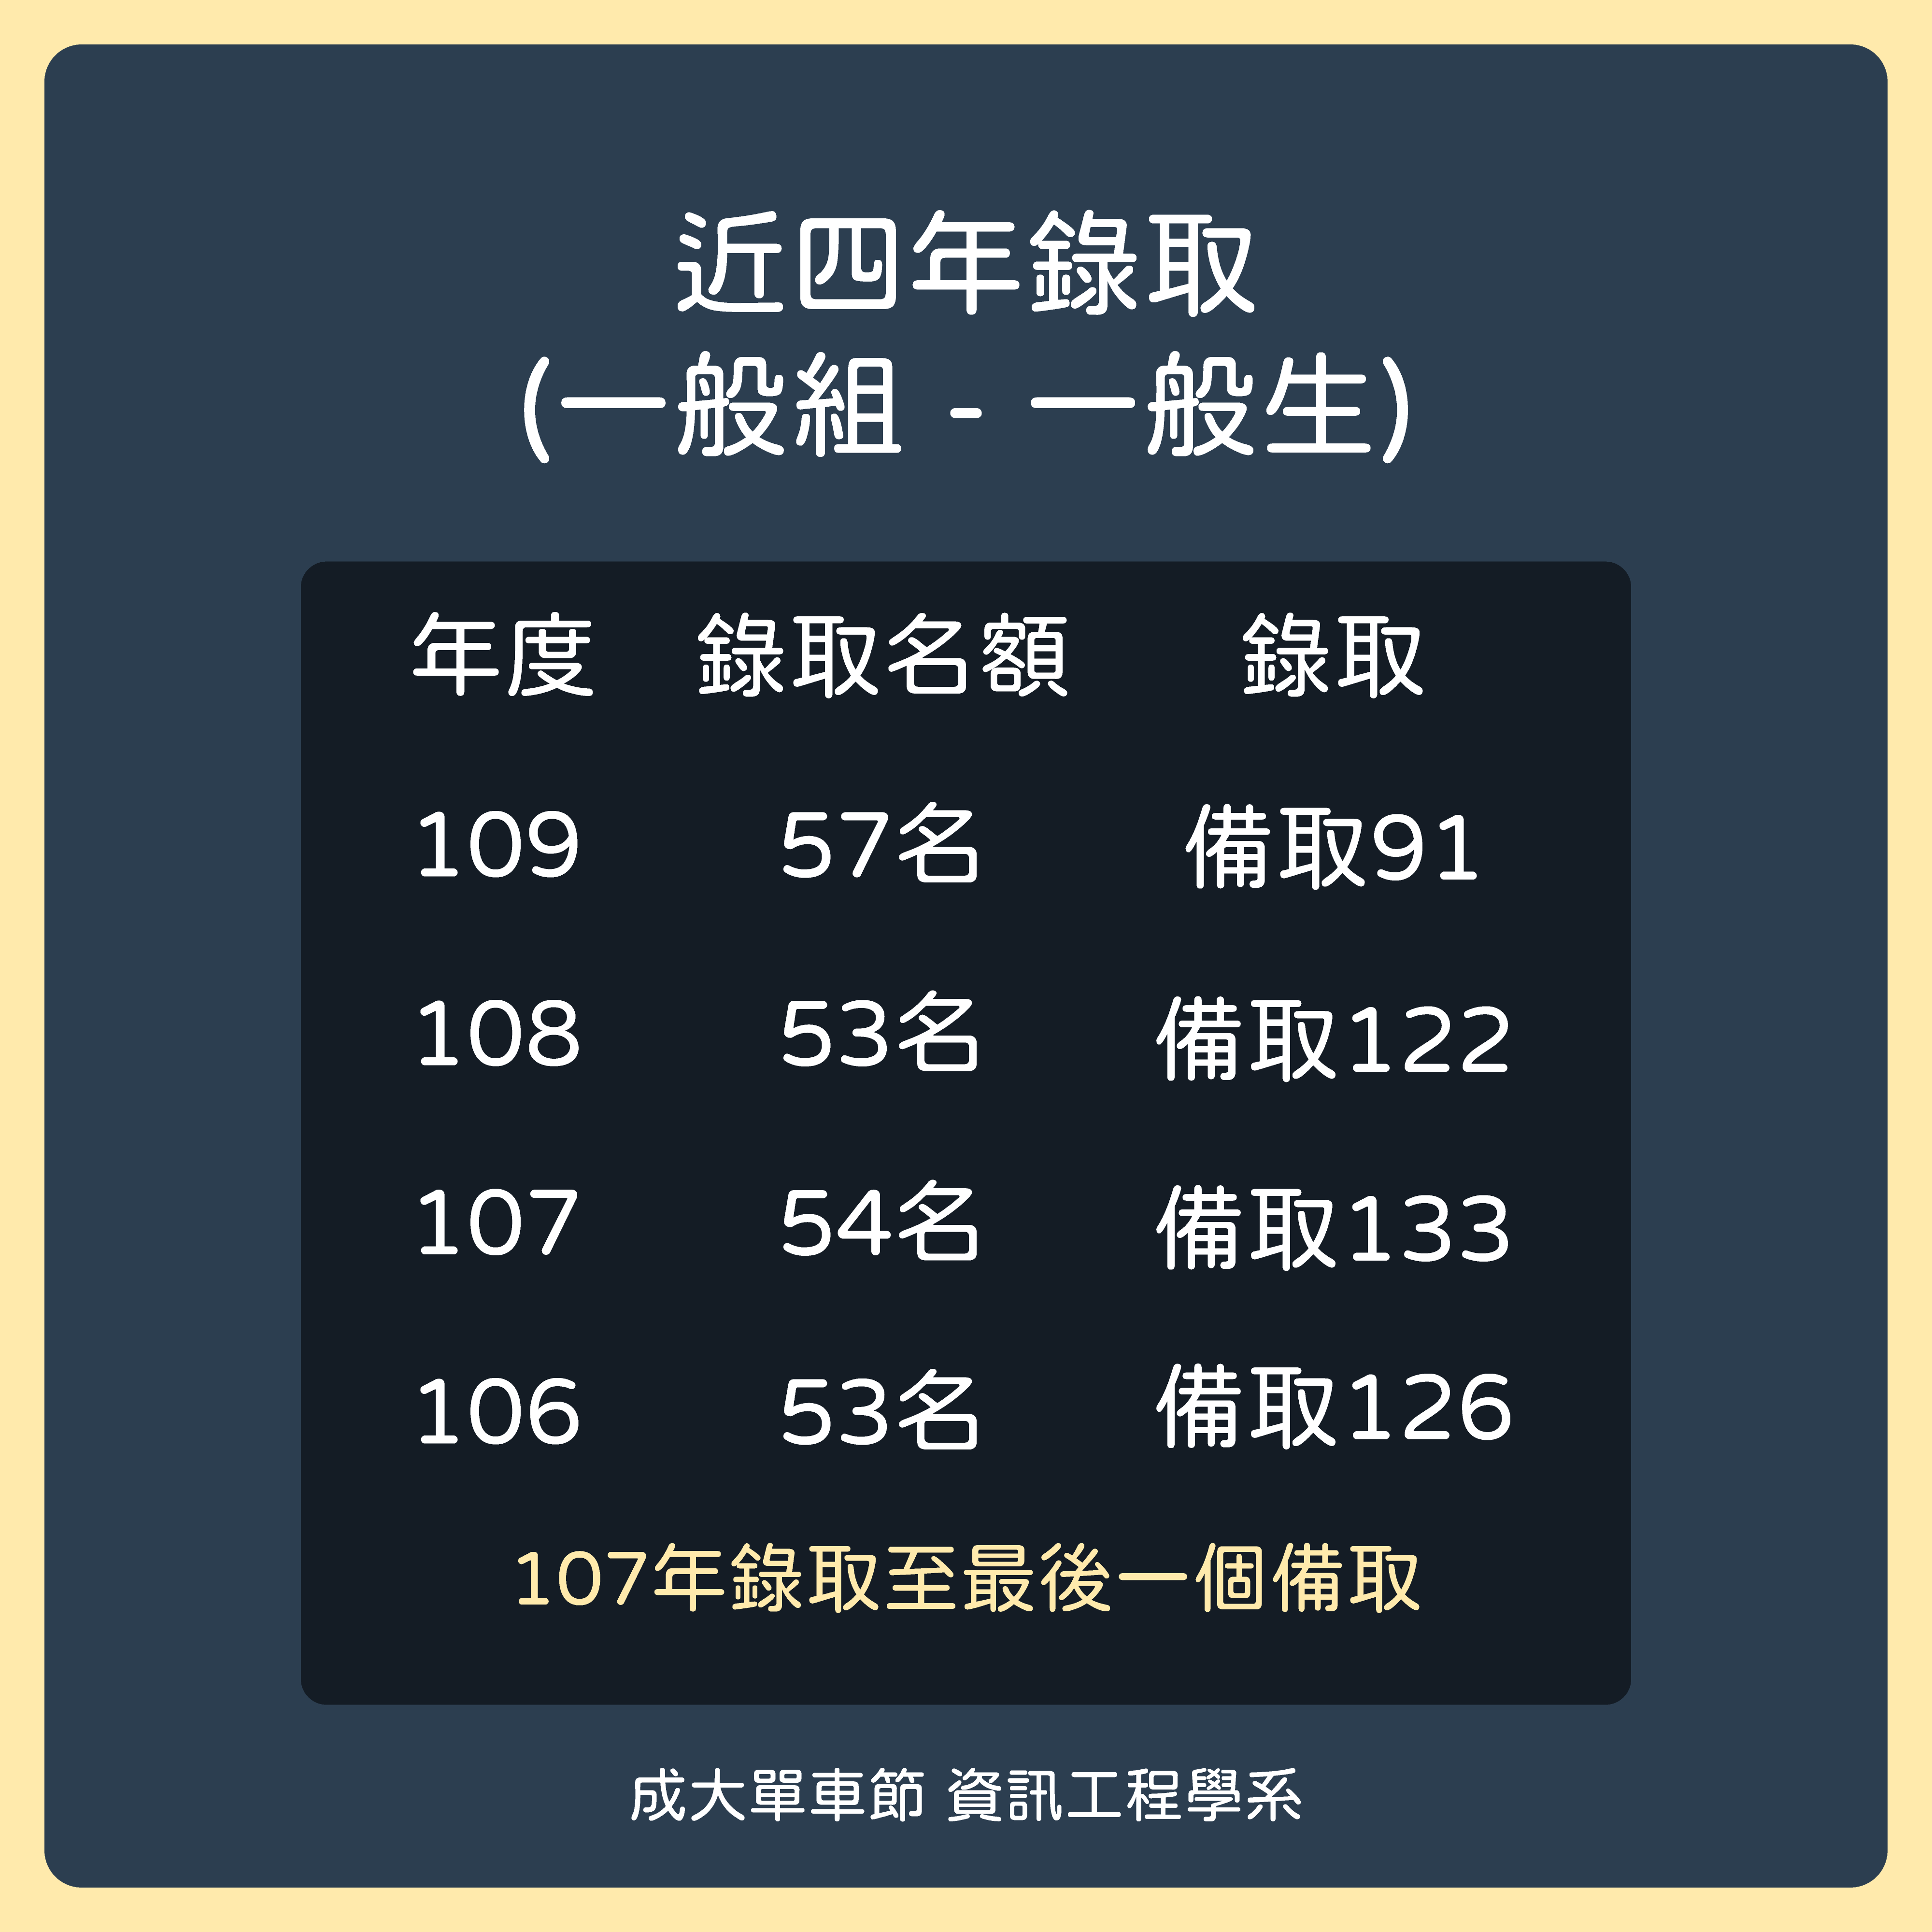 近四年錄取
(一般組 - 一般生)
年度 錄取名額 錄取
109 57名 備取91
108 53名 備取122
107 54名 備取133
106 53名 備取126
107年錄取至最後一個備取
成大單車節 資訊工程學系